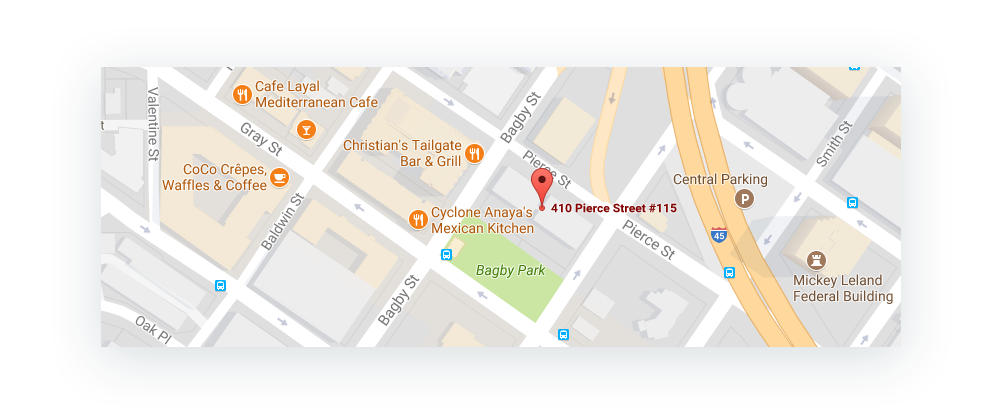 Cafe Layal
Mediterranean Cafe
Valentine St
t
Gray St
Bagby St
Christian's Tailgate
Bar & Grill
Smith St
Pierce St
CoCo Crêpes,
Waffles & Coffee
Central Parking
P
410 Pierce Street #115
Baldwin St
Cyclone Anaya's
Mexican Kitchen
Pierce St
45
Bagby Park
Mickey Leland
Federal Building
Bagby St
Oak Pl